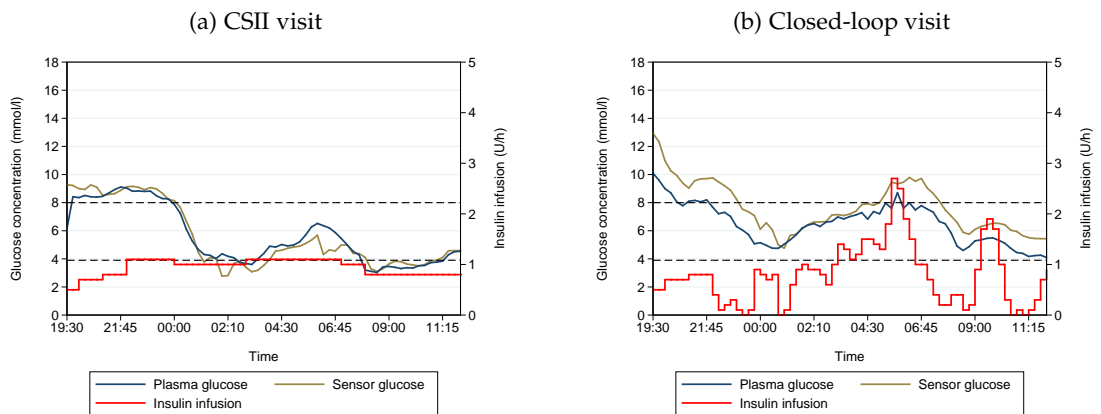 (a) CSII visit
18
16
14
12
10
8
6
4
2
0
Glucose concentration (mmol/l)
5
4
3
2
1
0
Insulin infusion (U/h)
19:30 21:45 00:00 02:10 04:30 06:45 09:00 11:15
Time
Plasma glucose Sensor glucose
Insulin infusion
(b) Closed-loop visit
18
16
14
12
10
8
6
4
2
0
Glucose concentration (mmol/l)
5
4
3
2
1
0
Insulin infusion (U/h)
19:30 21:45 00:00 02:10 04:30 06:45 09:00 11:15
Time
Plasma glucose Sensor glucose
Insulin infusion